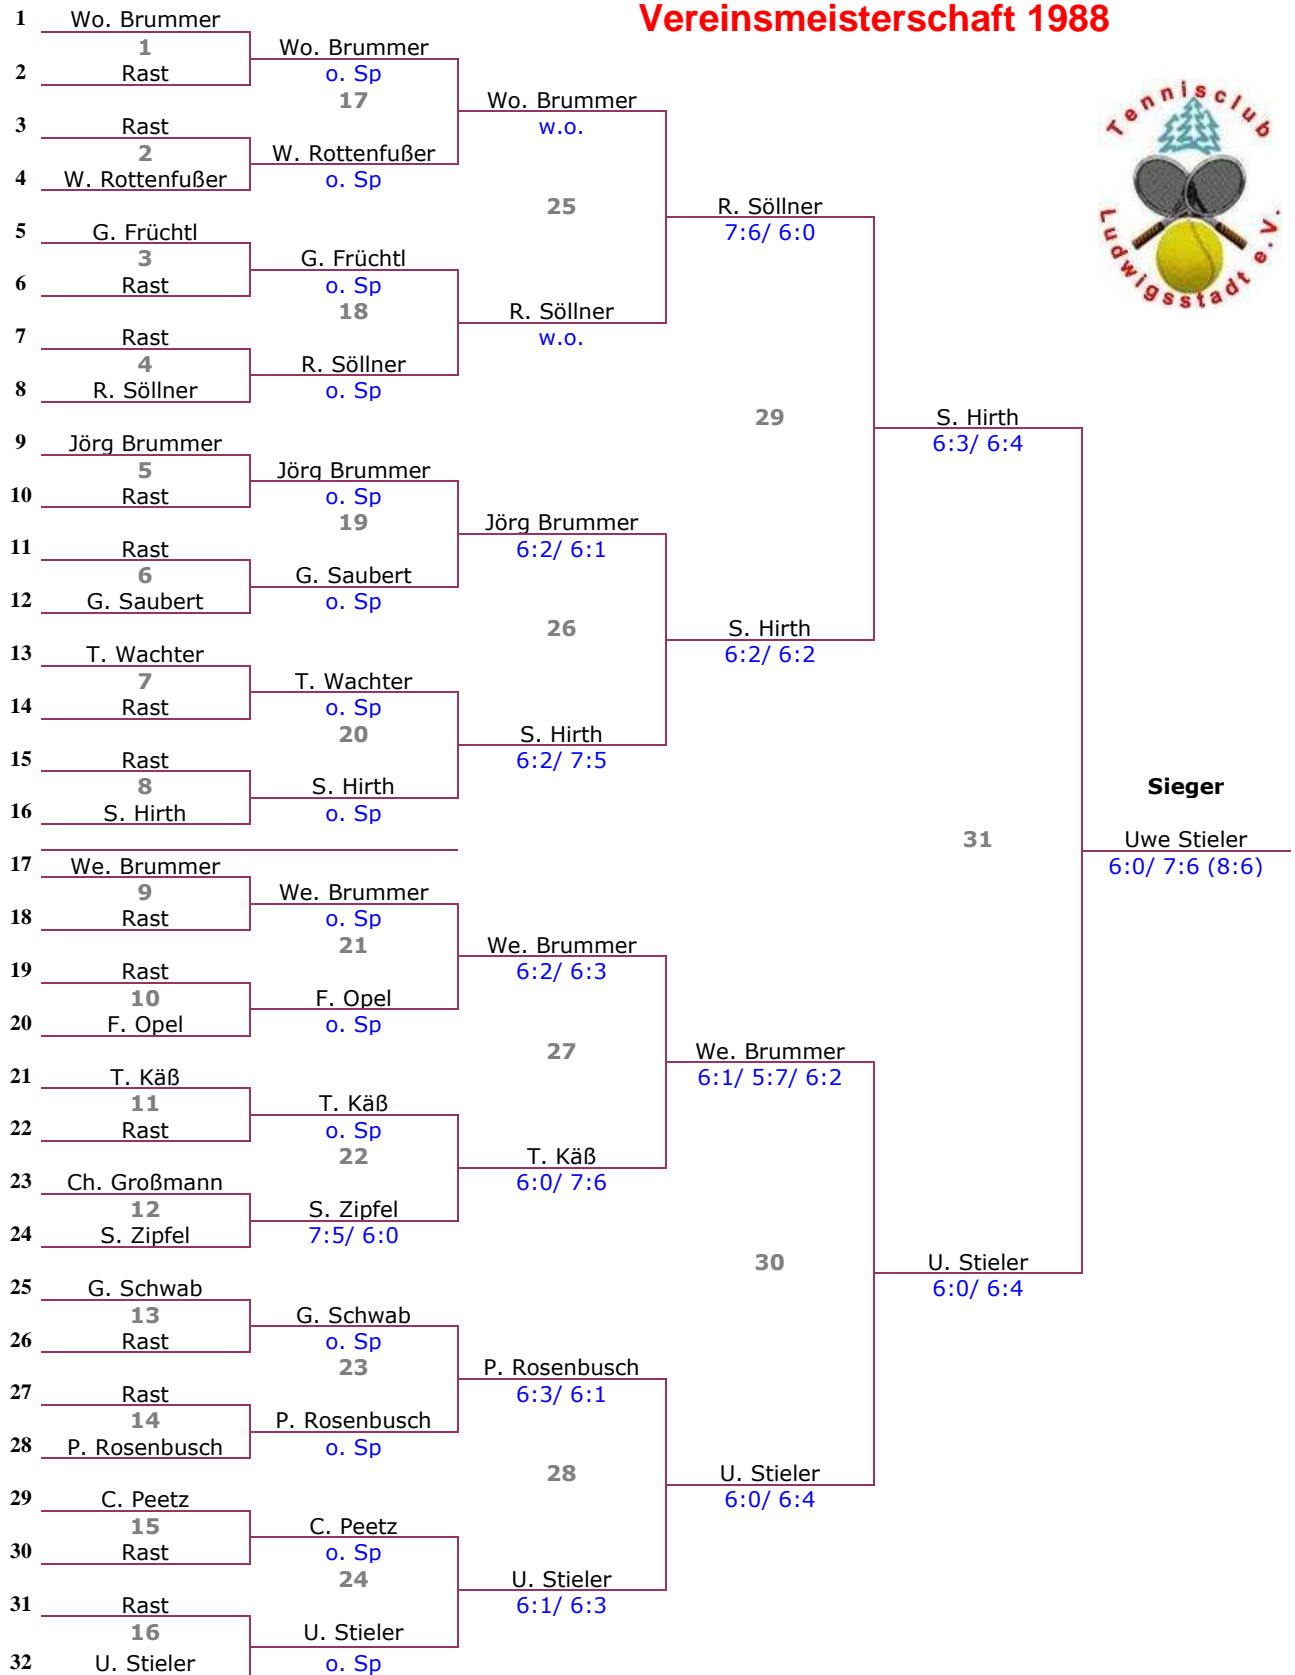 Vereinsmeisterschaft 1988
Tennisclub
Ludwigsstadt e.V.
1 Wo. Brummer
1
2 Rast
Wo. Brummer
o. Sp
17
3 Rast
2
4 W. Rottenfußer
W. Rottenfußer
o. Sp
Wo. Brummer
w.o.
25
5 G. Früchtl
3
6 Rast
G. Früchtl
o. Sp
18
7 Rast
4
8 R. Söllner
R. Söllner
o. Sp
R. Söllner
w.o.
R. Söllner
7:6/ 6:0
29
9 Jörg Brummer
5
10 Rast
Jörg Brummer
o. Sp
19
11 Rast
6
12 G. Saubert
G. Saubert
o. Sp
Jörg Brummer
6:2/ 6:1
26
13 T. Wachter
7
14 Rast
T. Wachter
o. Sp
20
15 Rast
8
16 S. Hirth
S. Hirth
o. Sp
S. Hirth
6:2/ 7:5
S. Hirth
6:2/ 6:2
S. Hirth
6:3/ 6:4
31
Sieger
Uwe Stieler
6:0/ 7:6 (8:6)
17 We. Brummer
9
18 Rast
We. Brummer
o. Sp
21
19 Rast
10
20 F. Opel
F. Opel
o. Sp
We. Brummer
6:2/ 6:3
27
21 T. Käß
11
22 Rast
T. Käß
o. Sp
22
23 Ch. Großmann
12
24 S. Zipfel
S. Zipfel
7:5/ 6:0
T. Käß
6:0/ 7:6
We. Brummer
6:1/ 5:7/ 6:2
30
25 G. Schwab
13
26 Rast
G. Schwab
o. Sp
23
27 Rast
14
28 P. Rosenbusch
P. Rosenbusch
o. Sp
P. Rosenbusch
6:3/ 6:1
28
29 C. Peetz
15
30 Rast
C. Peetz
o. Sp
24
31 Rast
16
32 U. Stieler
U. Stieler
o. Sp
U. Stieler
6:1/ 6:3
U. Stieler
6:0/ 6:4
U. Stieler
6:0/ 6:4